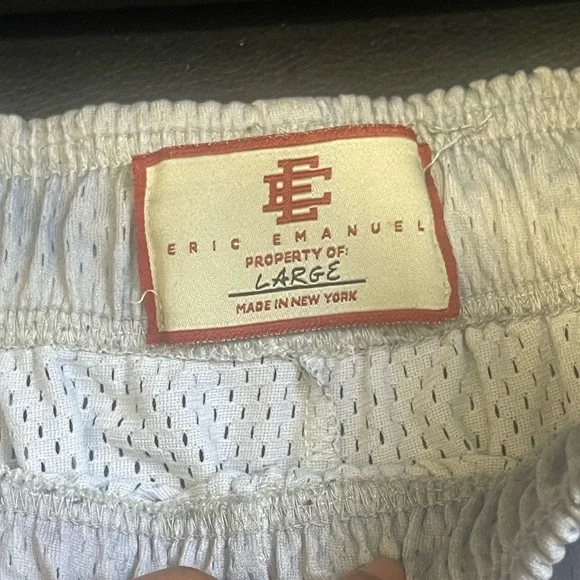 EE
ERIC EMANUEL
PROPERTY OF:
LARGE
MADE IN NEW YORK